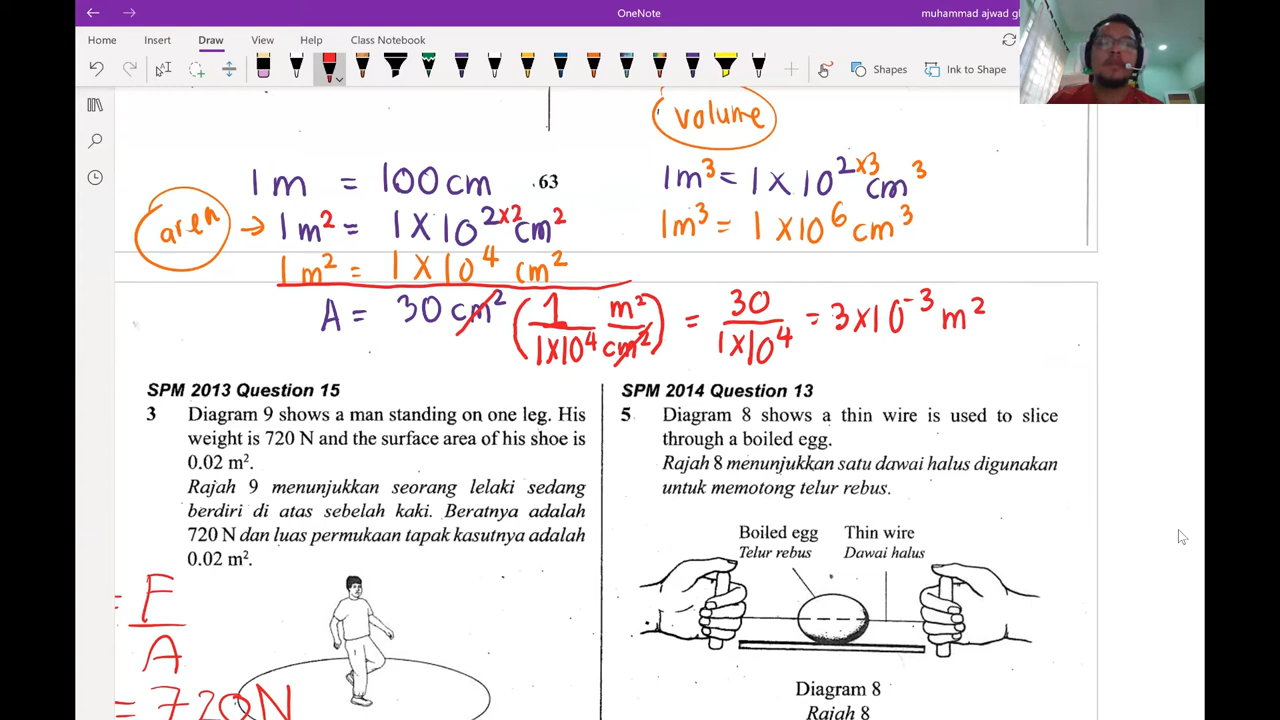 OneNote
muhammad ajwad gh
Home Insert Draw View Help Class Notebook
Shapes Ink to Shape
volume
1m = 100cm
.63
1m³ = 1 x 10²ˣ³ cm³
area → 1m² = 1 x 10²ˣ² cm²
1m³ = 1 x 10⁶ cm³
1m² = 1 x 10⁴ cm²
A = 30 cm² (1/1x10⁴ m²/cm²) = 30/1x10⁴ = 3x10⁻³ m²
SPM 2013 Question 15
3 Diagram 9 shows a man standing on one leg. His
weight is 720 N and the surface area of his shoe is
0.02 m².
Rajah 9 menunjukkan seorang lelaki sedang
berdiri di atas sebelah kaki. Beratnya adalah
720 N dan luas permukaan tapak kasutnya adalah
0.02 m².
= F
A
= 720N
SPM 2014 Question 13
5 Diagram 8 shows a thin wire is used to slice
through a boiled egg.
Rajah 8 menunjukkan satu dawai halus digunakan
untuk memotong telur rebus.
Boiled egg Thin wire
Telur rebus Dawai halus
Diagram 8
Rajah 8